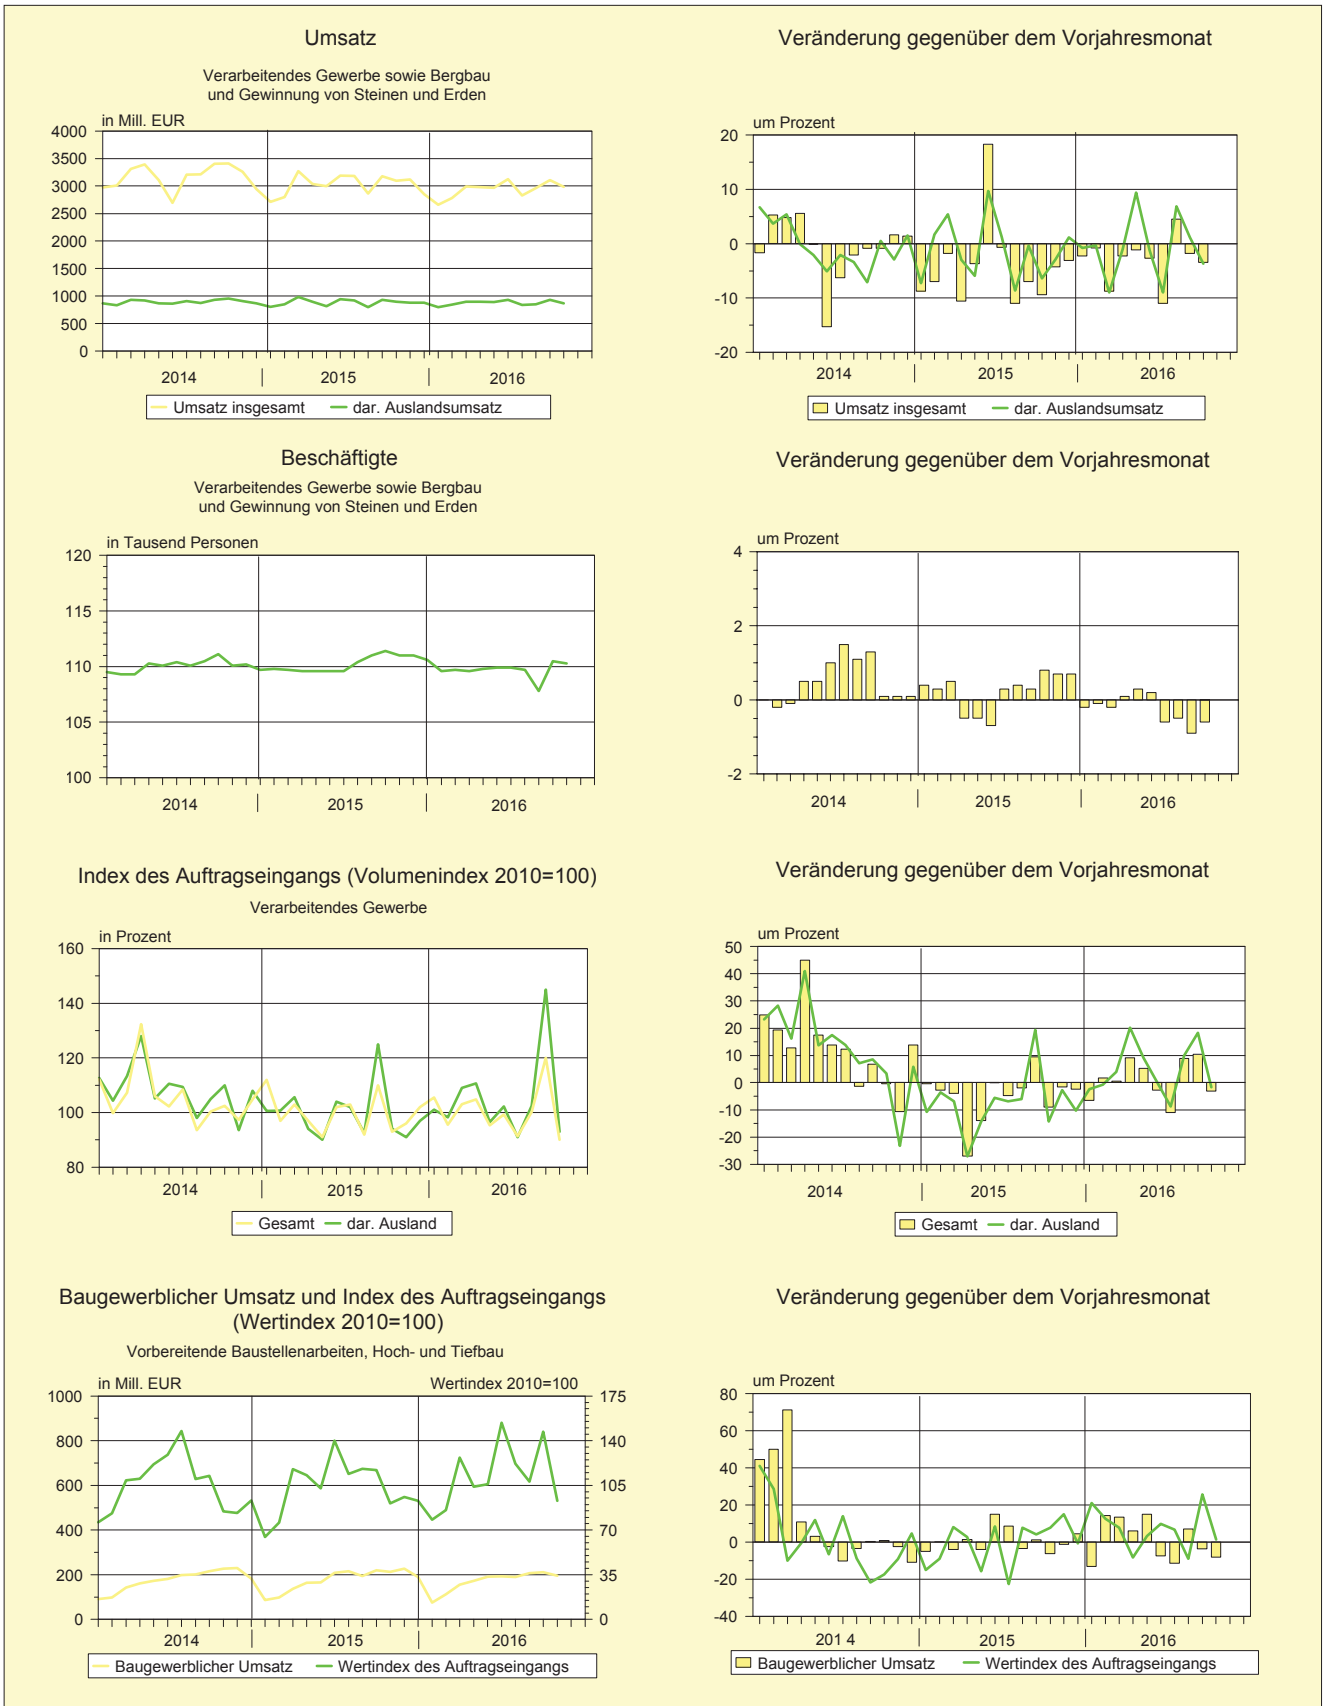 Umsatz
Verarbeitendes Gewerbe sowie Bergbau
und Gewinnung von Steinen und Erden
in Mill. EUR
4000
3500
3000
2500
2000
1500
1000
500
0
2014 2015 2016
Umsatz insgesamt dar. Auslandsumsatz
Veränderung gegenüber dem Vorjahresmonat
um Prozent
20
10
0
-10
-20
2014 2015 2016
Umsatz insgesamt dar. Auslandsumsatz
Beschäftigte
Verarbeitendes Gewerbe sowie Bergbau
und Gewinnung von Steinen und Erden
in Tausend Personen
120
115
110
105
100
2014 2015 2016
Veränderung gegenüber dem Vorjahresmonat
um Prozent
4
2
0
-2
2014 2015 2016
Index des Auftragseingangs (Volumenindex 2010=100)
Verarbeitendes Gewerbe
in Prozent
160
140
120
100
80
2014 2015 2016
Gesamt dar. Ausland
Veränderung gegenüber dem Vorjahresmonat
um Prozent
50
40
30
20
10
0
-10
-20
-30
2014 2015 2016
Gesamt dar. Ausland
Baugewerblicher Umsatz und Index des Auftragseingangs
(Wertindex 2010=100)
Vorbereitende Baustellenarbeiten, Hoch- und Tiefbau
in Mill. EUR Wertindex 2010=100
1000 175
800 140
600 105
400 70
200 35
0 0
2014 2015 2016
Baugewerblicher Umsatz Wertindex des Auftragseingangs
Veränderung gegenüber dem Vorjahresmonat
um Prozent
80
60
40
20
0
-20
-40
201 4 2015 2016
Baugewerblicher Umsatz Wertindex des Auftragseingangs